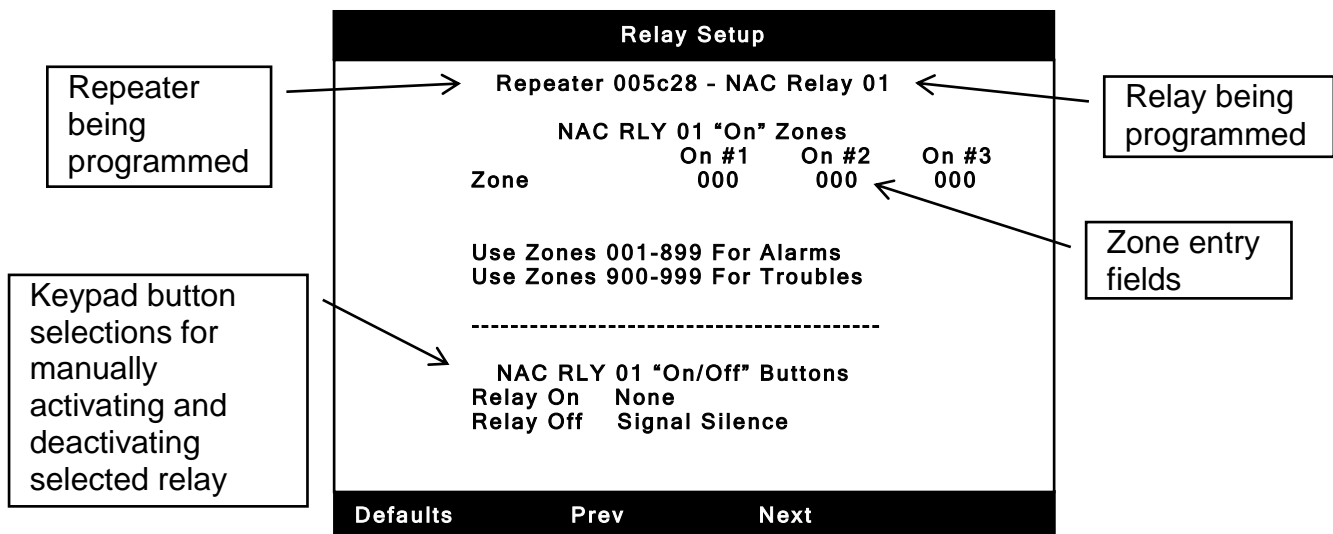 Relay Setup
Repeater 005c28 – NAC Relay 01
NAC RLY 01 “On” Zones
On #1 On #2 On #3
Zone 000 000 000
Use Zones 001-899 For Alarms
Use Zones 900-999 For Troubles
------------------------------------------
NAC RLY 01 “On/Off” Buttons
Relay On None
Relay Off Signal Silence
Defaults Prev Next
Repeater
being
programmed
Keypad button
selections for
manually
activating and
deactivating
selected relay
Relay being
programmed
Zone entry
fields